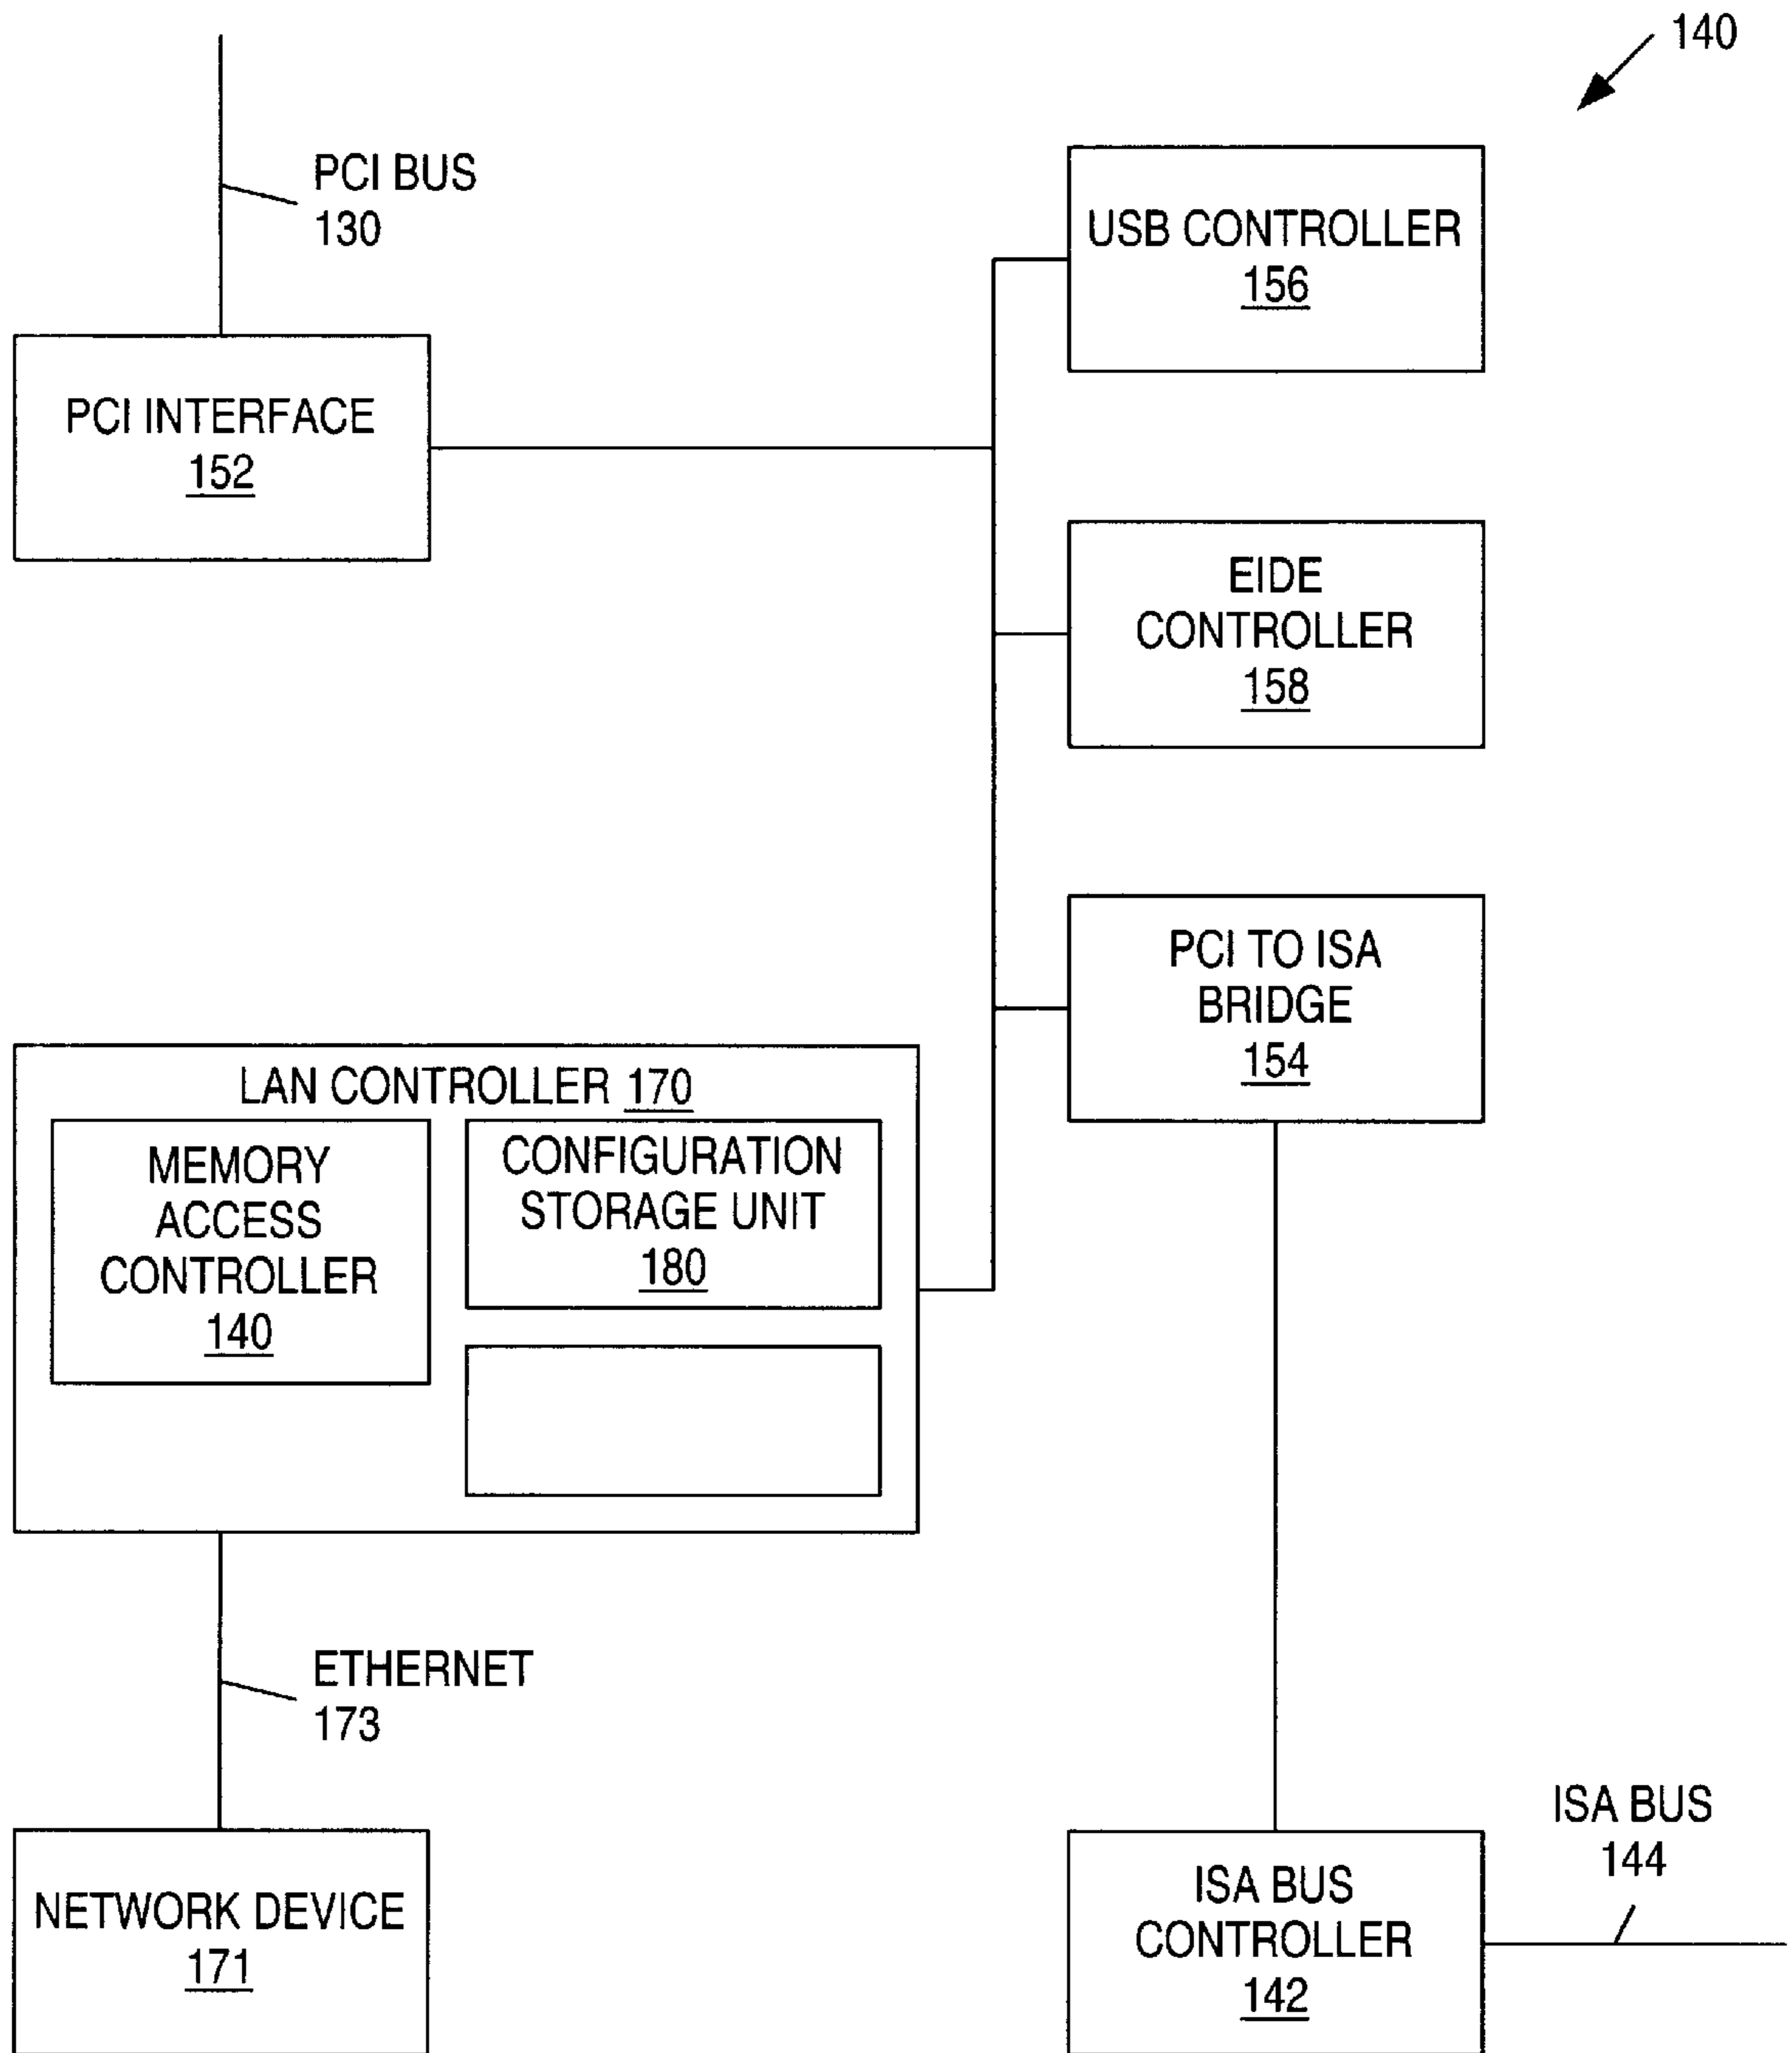 140
PCI BUS
130
USB CONTROLLER
156
PCI INTERFACE
152
EIDE
CONTROLLER
158
PCI TO ISA
BRIDGE
154
LAN CONTROLLER 170
MEMORY
ACCESS
CONTROLLER
140
CONFIGURATION
STORAGE UNIT
180
ETHERNET
173
NETWORK DEVICE
171
ISA BUS
CONTROLLER
142
ISA BUS
144